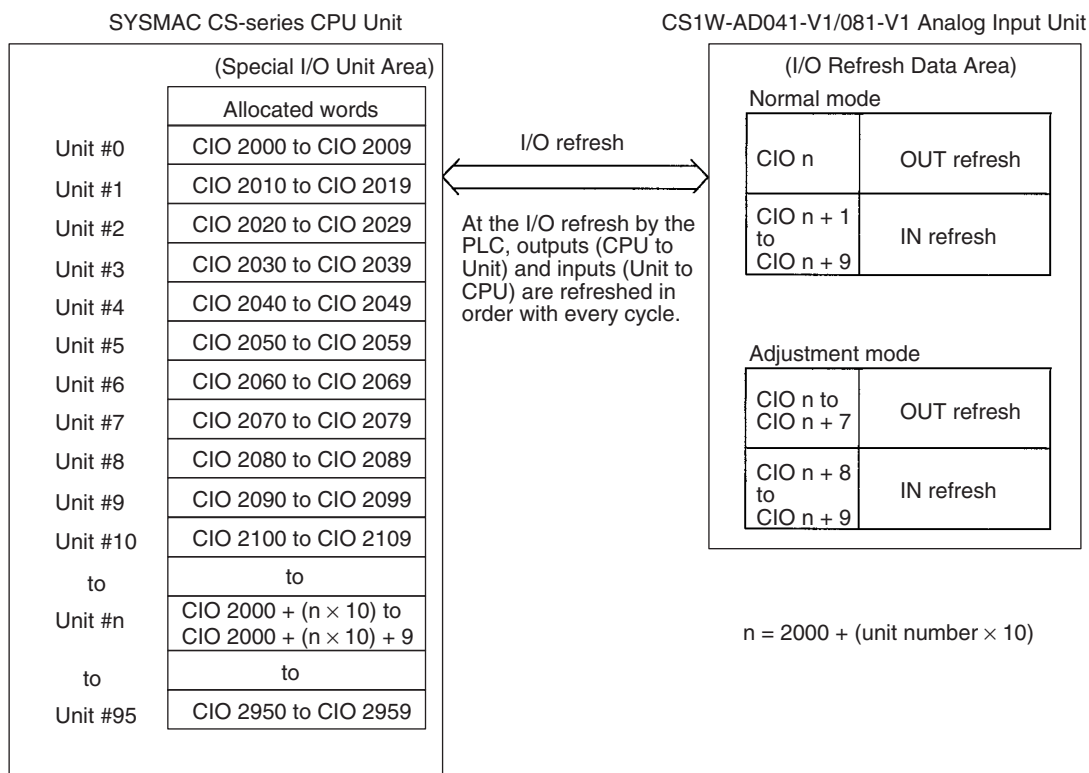 SYSMAC CS-series CPU Unit
(Special I/O Unit Area)
Allocated words
Unit #0 CIO 2000 to CIO 2009
Unit #1 CIO 2010 to CIO 2019
Unit #2 CIO 2020 to CIO 2029
Unit #3 CIO 2030 to CIO 2039
Unit #4 CIO 2040 to CIO 2049
Unit #5 CIO 2050 to CIO 2059
Unit #6 CIO 2060 to CIO 2069
Unit #7 CIO 2070 to CIO 2079
Unit #8 CIO 2080 to CIO 2089
Unit #9 CIO 2090 to CIO 2099
Unit #10 CIO 2100 to CIO 2109
to to
Unit #n CIO 2000 + (n × 10) to
CIO 2000 + (n × 10) + 9
to to
Unit #95 CIO 2950 to CIO 2959
I/O refresh
At the I/O refresh by the
PLC, outputs (CPU to
Unit) and inputs (Unit to
CPU) are refreshed in
order with every cycle.
CS1W-AD041-V1/081-V1 Analog Input Unit
(I/O Refresh Data Area)
Normal mode
CIO n OUT refresh
CIO n + 1
to
CIO n + 9
IN refresh
Adjustment mode
CIO n to
CIO n + 7
OUT refresh
CIO n + 8
to
CIO n + 9
IN refresh
n = 2000 + (unit number × 10)